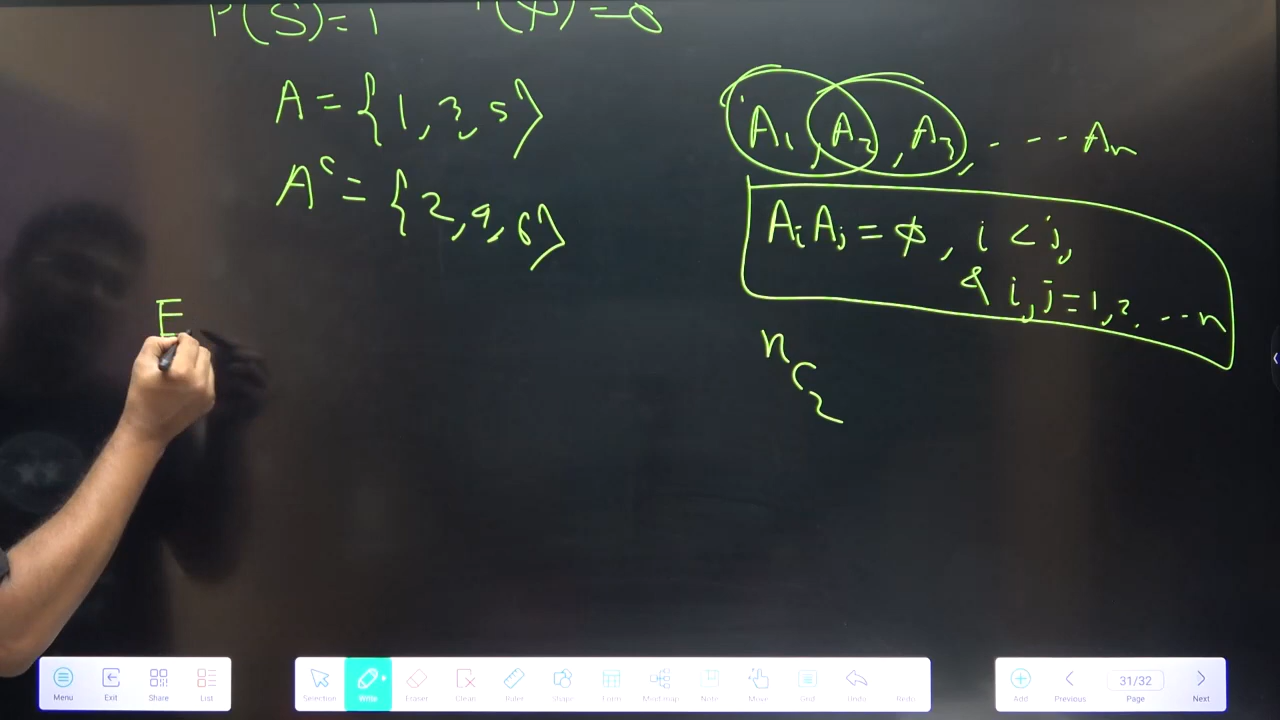 P(S)=1 P(φ)=0
A={1,3,5}
A^c={2,4,6}
E
A1, A2, A3, ---- An
AiAj=φ, i<j,
& i,j=1,2,...n
nC2
Menu Exit Share List
Selection Write Eraser Clean Ruler Shape Form Mind map Note Move Grid Undo Redo
Add Previous 31/32 Page Next